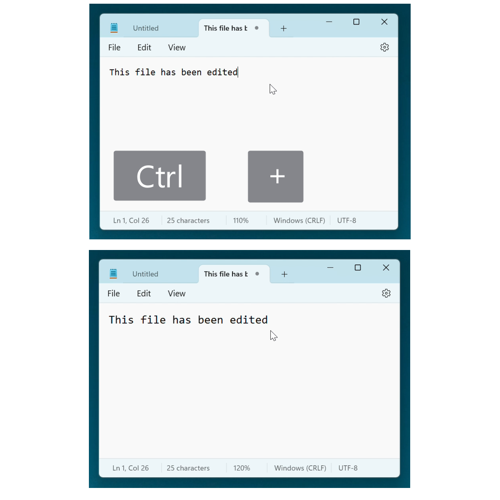 Untitled
This file has b
File Edit View
This file has been edited
Ctrl +
Ln 1, Col 26 25 characters 110% Windows (CRLF) UTF-8
Untitled
This file has b
File Edit View
This file has been edited
Ln 1, Col 26 25 characters 120% Windows (CRLF) UTF-8